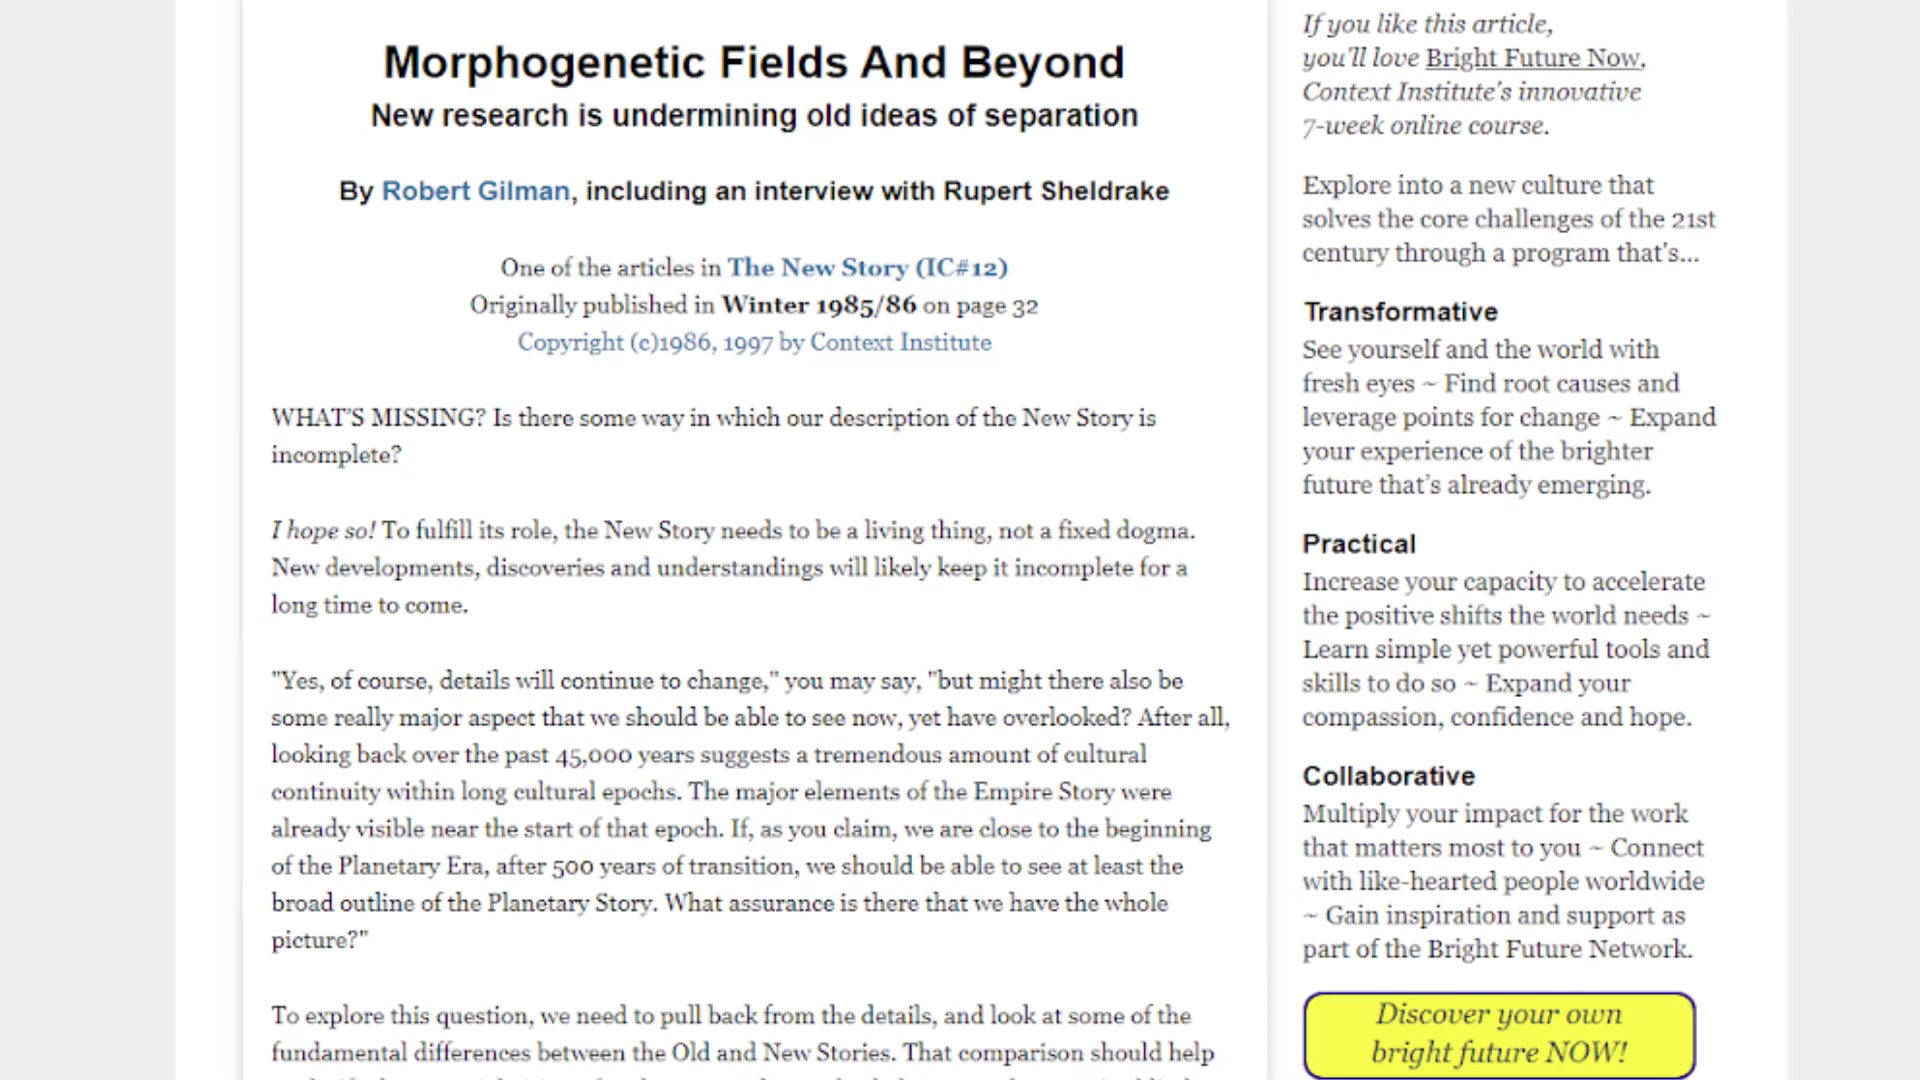 Morphogenetic Fields And Beyond
New research is undermining old ideas of separation
By Robert Gilman, including an interview with Rupert Sheldrake
One of the articles in The New Story (IC#12)
Originally published in Winter 1985/86 on page 32
Copyright (c)1986, 1997 by Context Institute
WHAT'S MISSING? Is there some way in which our description of the New Story is
incomplete?
I hope so! To fulfill its role, the New Story needs to be a living thing, not a fixed dogma.
New developments, discoveries and understandings will likely keep it incomplete for a
long time to come.
"Yes, of course, details will continue to change," you may say, "but might there also be
some really major aspect that we should be able to see now, yet have overlooked? After all,
looking back over the past 45,000 years suggests a tremendous amount of cultural
continuity within long cultural epochs. The major elements of the Empire Story were
already visible near the start of that epoch. If, as you claim, we are close to the beginning
of the Planetary Era, after 500 years of transition, we should be able to see at least the
broad outline of the Planetary Story. What assurance is there that we have the whole
picture?"
To explore this question, we need to pull back from the details, and look at some of the
fundamental differences between the Old and New Stories. That comparison should help
If you like this article,
you'll love Bright Future Now,
Context Institute's innovative
7-week online course.
Explore into a new culture that
solves the core challenges of the 21st
century through a program that's...
Transformative
See yourself and the world with
fresh eyes ~ Find root causes and
leverage points for change ~ Expand
your experience of the brighter
future that's already emerging.
Practical
Increase your capacity to accelerate
the positive shifts the world needs ~
Learn simple yet powerful tools and
skills to do so ~ Expand your
compassion, confidence and hope.
Collaborative
Multiply your impact for the work
that matters most to you ~ Connect
with like-hearted people worldwide
~ Gain inspiration and support as
part of the Bright Future Network.
Discover your own
bright future NOW!